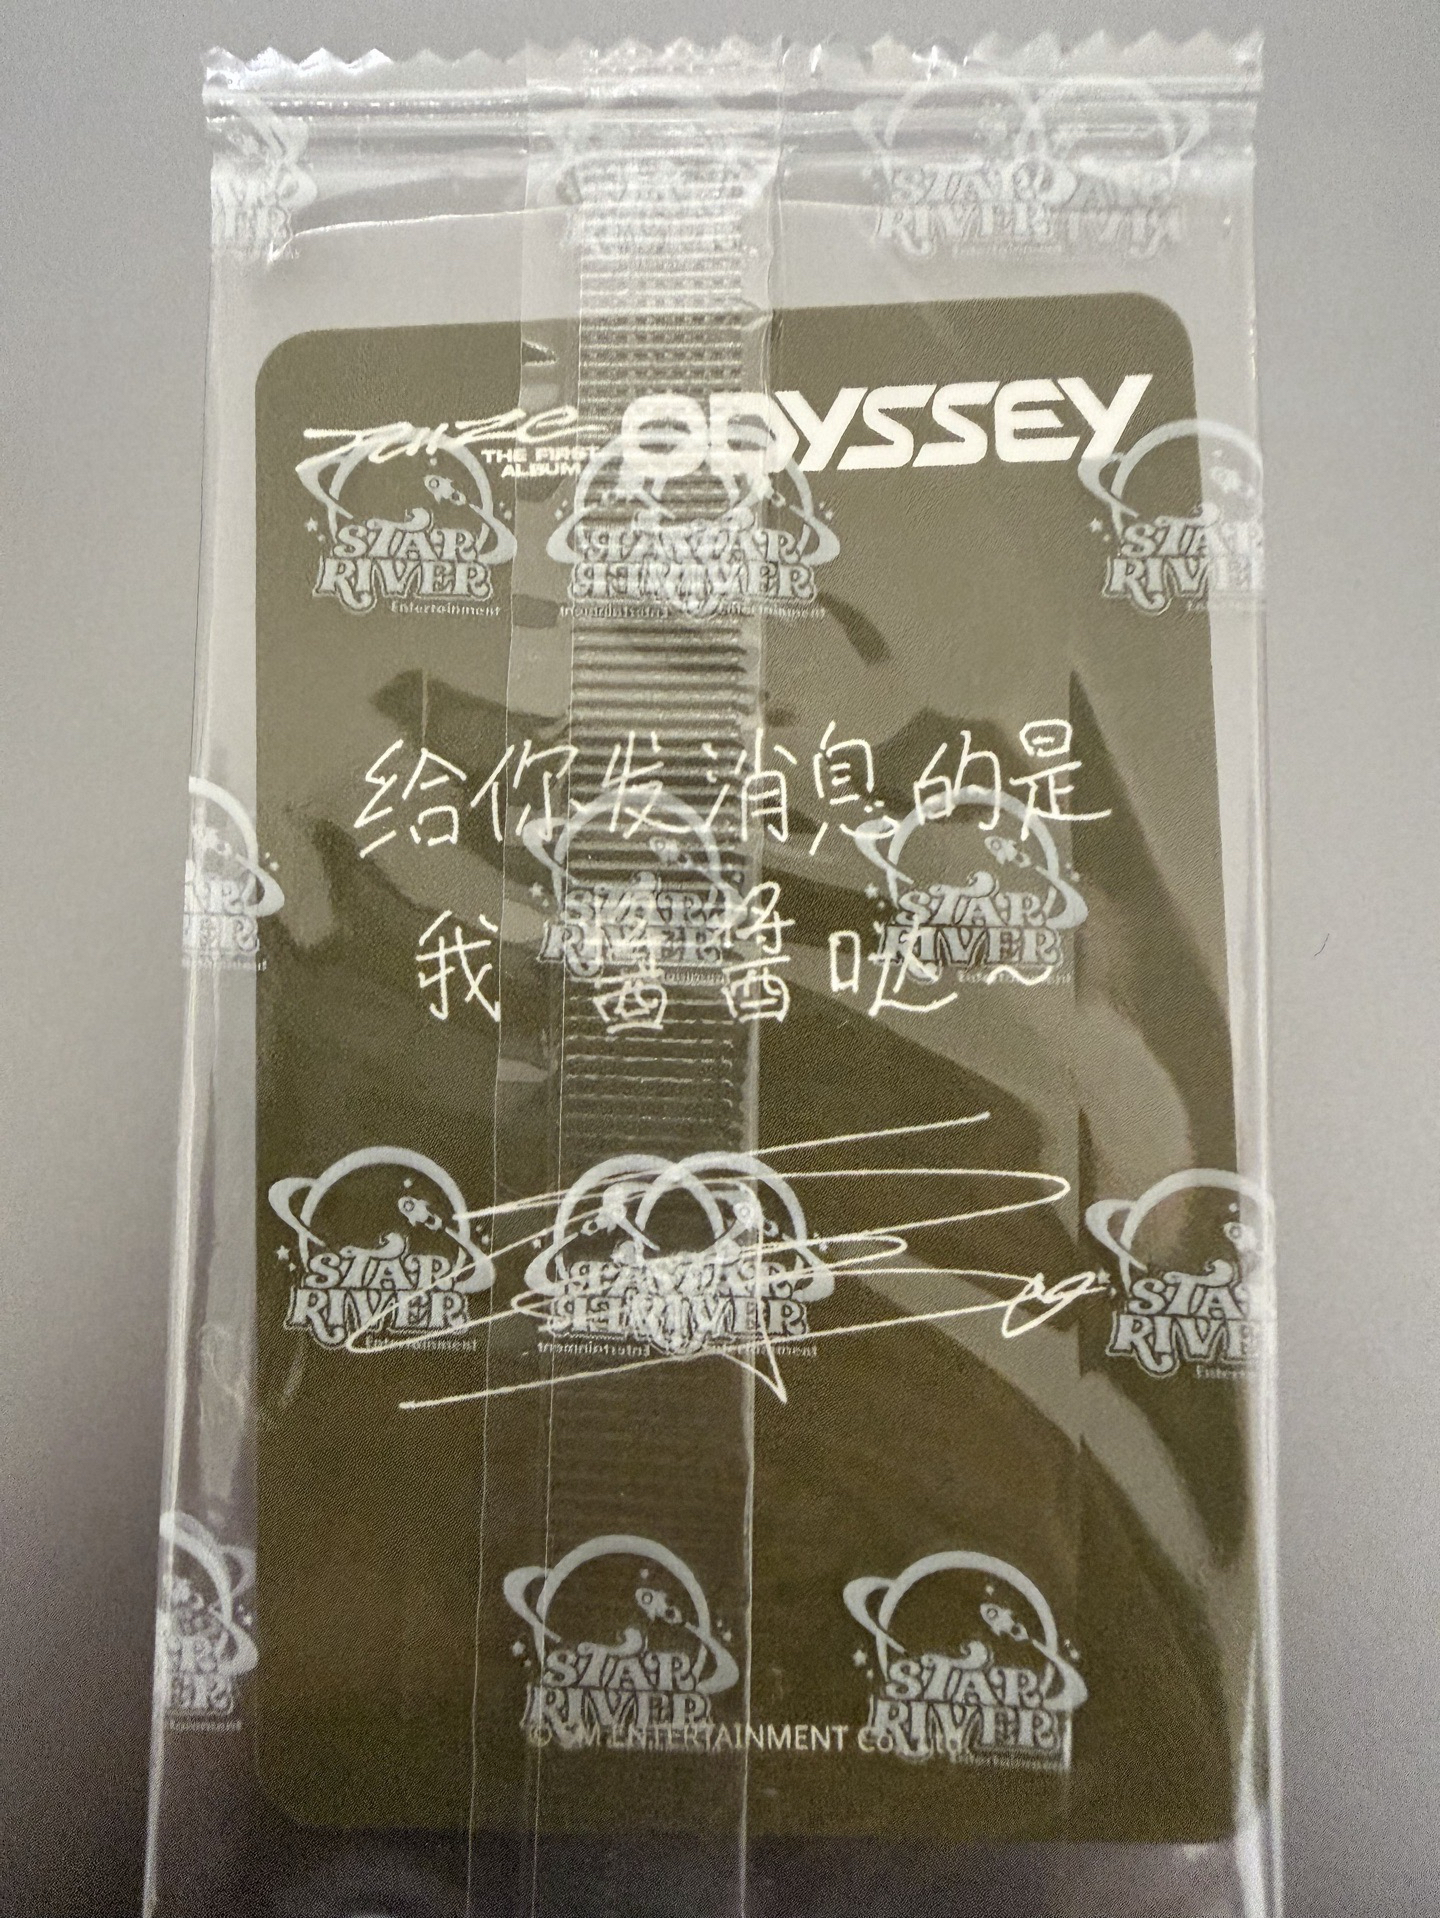 RIIZE THE FIRST ALBUM ODYSSEY
STAR RIVER Entertainment
给你发消息的是
我 酱酱哒~
© SM ENTERTAINMENT Co., Ltd.